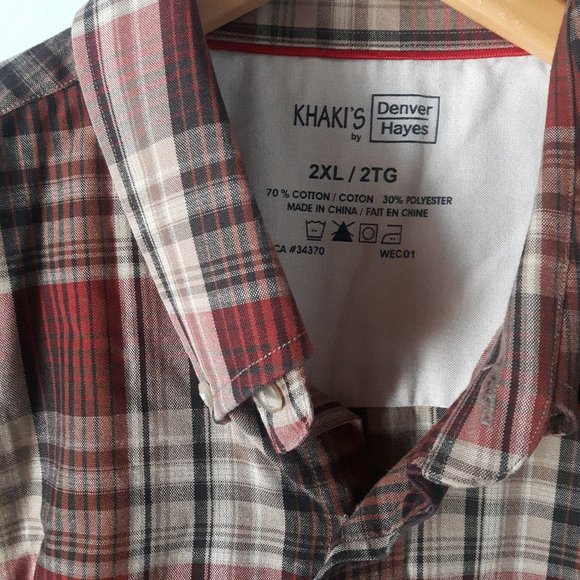 KHAKI'S by Denver Hayes
2XL / 2TG
70 % COTTON / COTON 30% POLYESTER
MADE IN CHINA / FAIT EN CHINE
CA #34370 WEC01